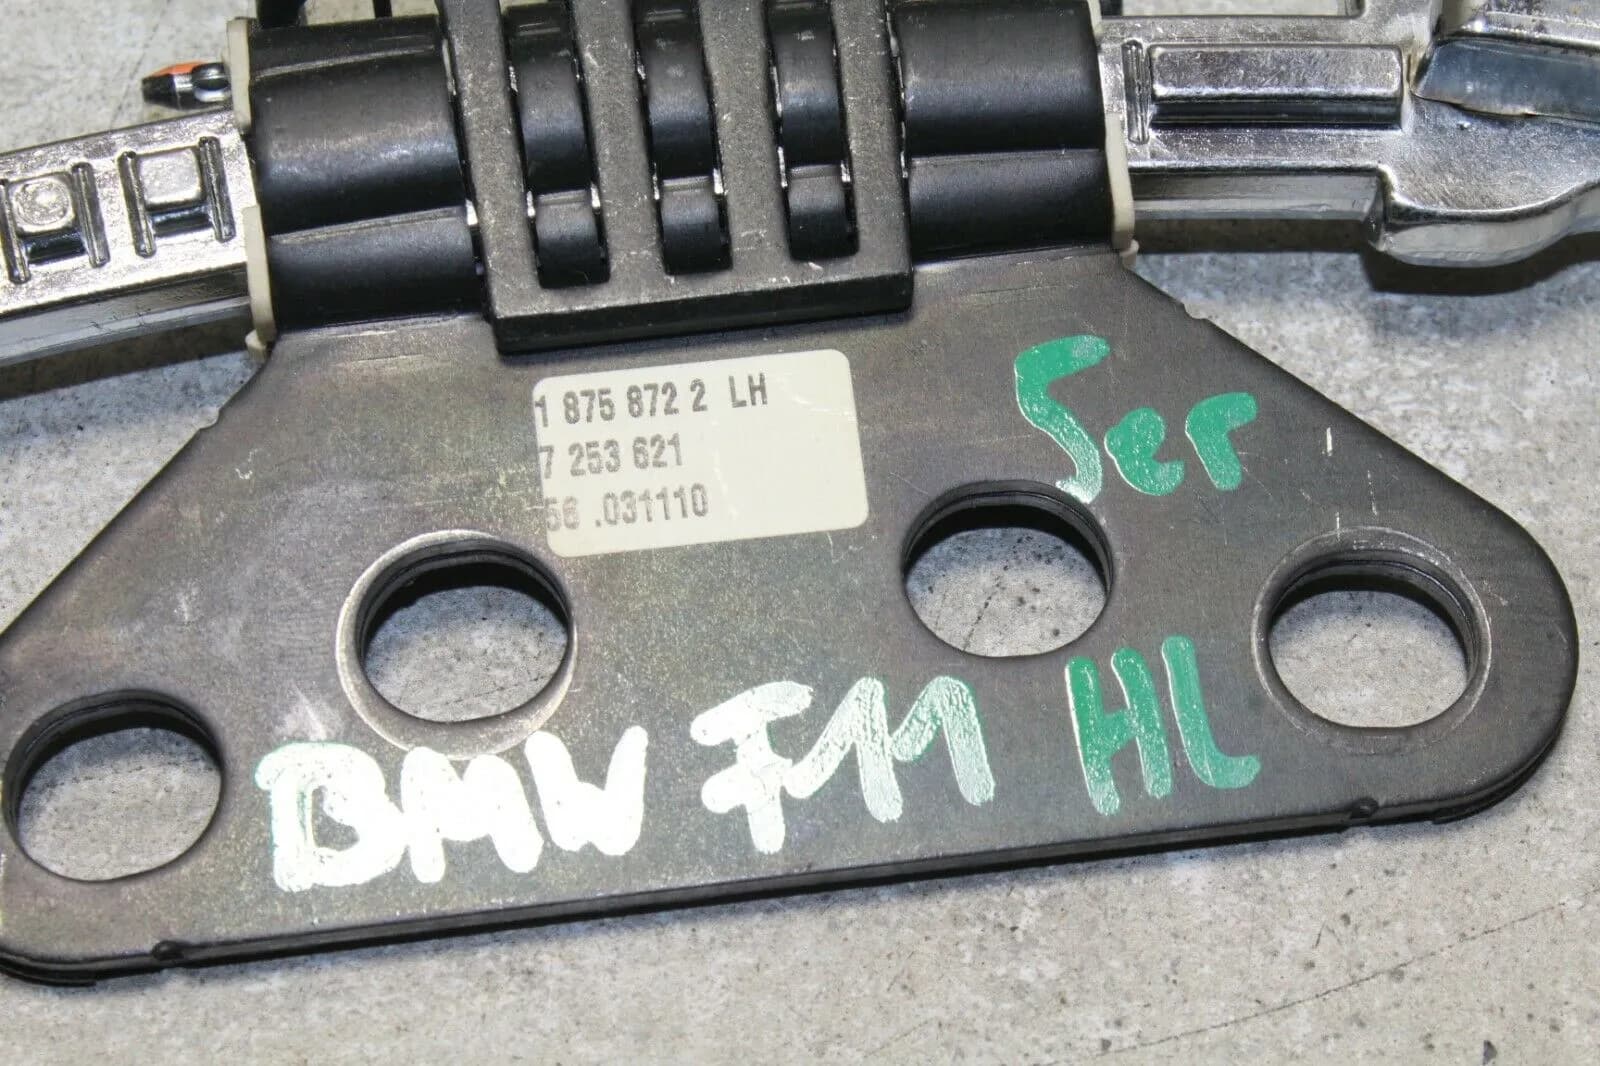 1 875 872 2 LH
7 253 621
56 .031110
5er
BMW F11 HL